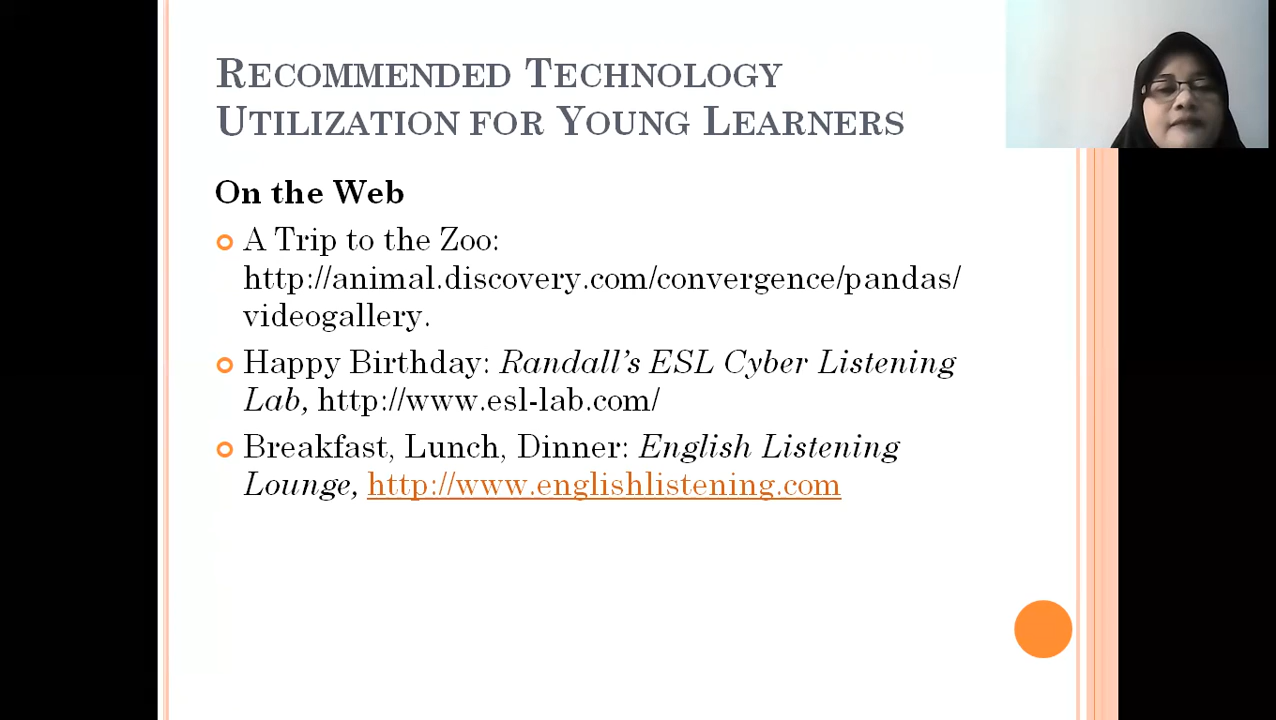 RECOMMENDED TECHNOLOGY
UTILIZATION FOR YOUNG LEARNERS
On the Web
A Trip to the Zoo:
http://animal.discovery.com/convergence/pandas/
videogallery.
Happy Birthday: Randall's ESL Cyber Listening
Lab, http://www.esl-lab.com/
Breakfast, Lunch, Dinner: English Listening
Lounge, http://www.englishlistening.com